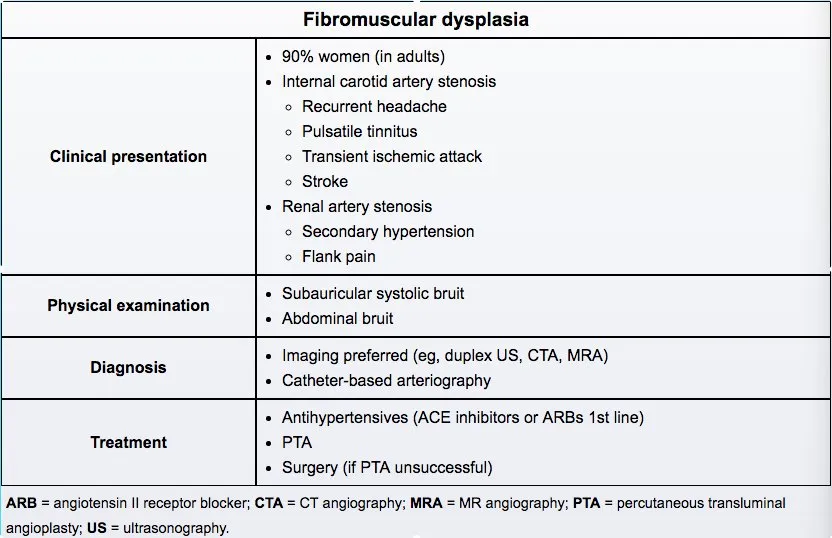 Fibromuscular dysplasia
Clinical presentation
• 90% women (in adults)
• Internal carotid artery stenosis
○ Recurrent headache
○ Pulsatile tinnitus
○ Transient ischemic attack
○ Stroke
• Renal artery stenosis
○ Secondary hypertension
○ Flank pain
Physical examination
• Subauricular systolic bruit
• Abdominal bruit
Diagnosis
• Imaging preferred (eg, duplex US, CTA, MRA)
• Catheter-based arteriography
Treatment
• Antihypertensives (ACE inhibitors or ARBs 1st line)
• PTA
• Surgery (if PTA unsuccessful)
ARB = angiotensin II receptor blocker; CTA = CT angiography; MRA = MR angiography; PTA = percutaneous transluminal
angioplasty; US = ultrasonography.